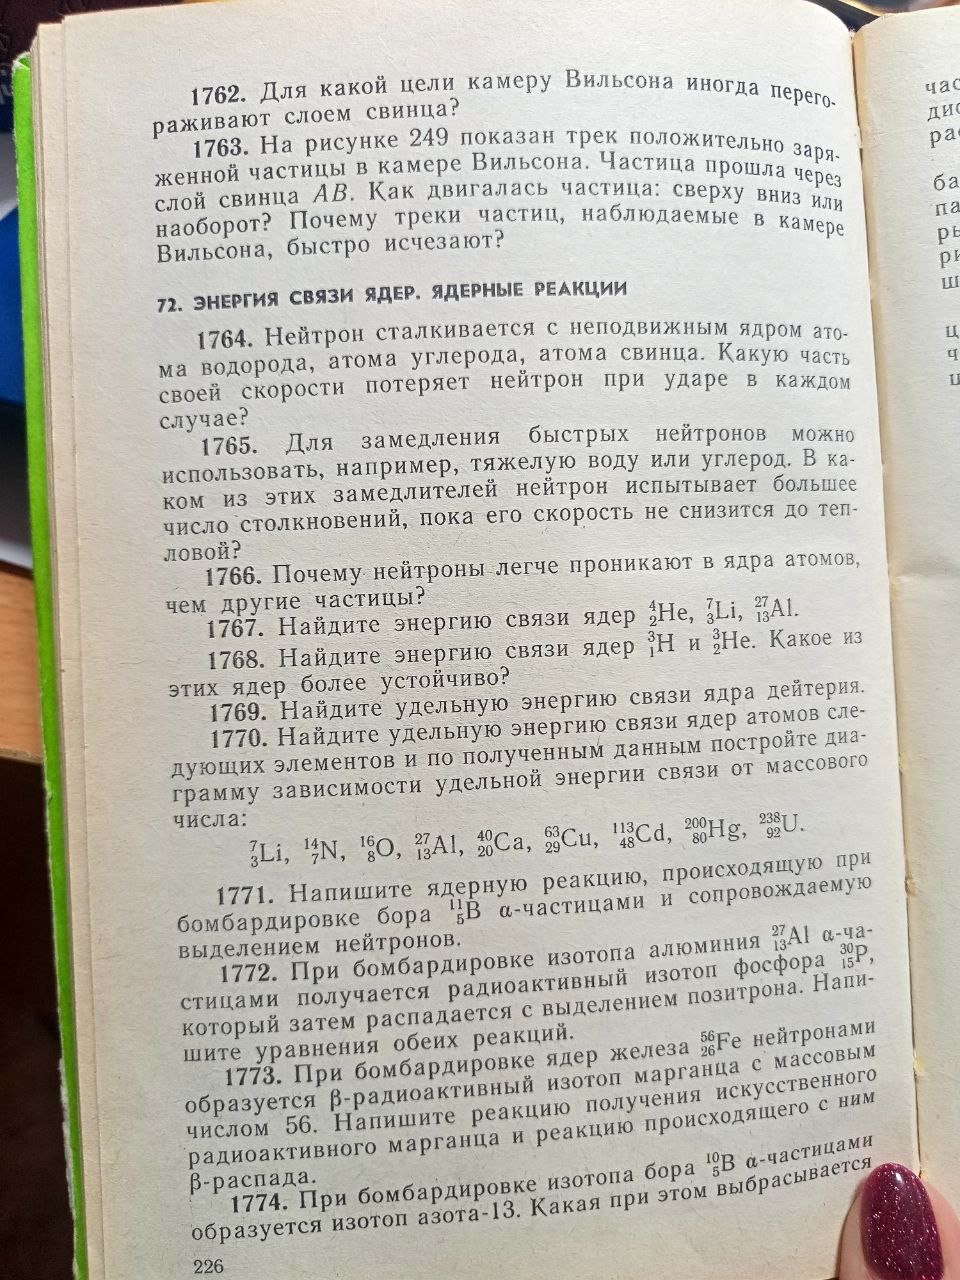 1762. Для какой цели камеру Вильсона иногда перего-
раживают слоем свинца?
1763. На рисунке 249 показан трек положительно заря-
женной частицы в камере Вильсона. Частица прошла через
слой свинца АВ. Как двигалась частица: сверху вниз или
наоборот? Почему треки частиц, наблюдаемые в камере
Вильсона, быстро исчезают?
72. ЭНЕРГИЯ СВЯЗИ ЯДЕР. ЯДЕРНЫЕ РЕАКЦИИ
1764. Нейтрон сталкивается с неподвижным ядром ато-
ма водорода, атома углерода, атома свинца. Какую часть
своей скорости потеряет нейтрон при ударе в каждом
случае?
1765. Для замедления быстрых нейтронов можно
использовать, например, тяжелую воду или углерод. В ка-
ком из этих замедлителей нейтрон испытывает большее
число столкновений, пока его скорость не снизится до теп-
ловой?
1766. Почему нейтроны легче проникают в ядра атомов,
чем другие частицы?
1767. Найдите энергию связи ядер ⁴₂He, ⁷₃Li, ²⁷₁₃Al.
1768. Найдите энергию связи ядер ³₁H и ³₂He. Какое из
этих ядер более устойчиво?
1769. Найдите удельную энергию связи ядра дейтерия.
1770. Найдите удельную энергию связи ядер атомов сле-
дующих элементов и по полученным данным постройте диа-
грамму зависимости удельной энергии связи от массового
числа:
⁷₃Li, ¹⁴₇N, ¹⁶₈O, ²⁷₁₃Al, ⁴⁰₂₀Ca, ⁶³₂₉Cu, ¹¹³₄₈Cd, ²⁰⁰₈₀Hg, ²³⁸₉₂U.
1771. Напишите ядерную реакцию, происходящую при
бомбардировке бора ¹¹₅B α-частицами и сопровождаемую
выделением нейтронов.
1772. При бомбардировке изотопа алюминия ²⁷₁₃Al α-ча-
стицами получается радиоактивный изотоп фосфора ³⁰₁₅P,
который затем распадается с выделением позитрона. Напи-
шите уравнения обеих реакций.
1773. При бомбардировке ядер железа ⁵⁶₂₆Fe нейтронами
образуется β-радиоактивный изотоп марганца с массовым
числом 56. Напишите реакцию получения искусственного
радиоактивного марганца и реакцию происходящего с ним
β-распада.
1774. При бомбардировке изотопа бора ¹⁰₅B α-частицами
образуется изотоп азота-13. Какая при этом выбрасывается
226
час
ба
па
ры
ри
ш
ц
ч